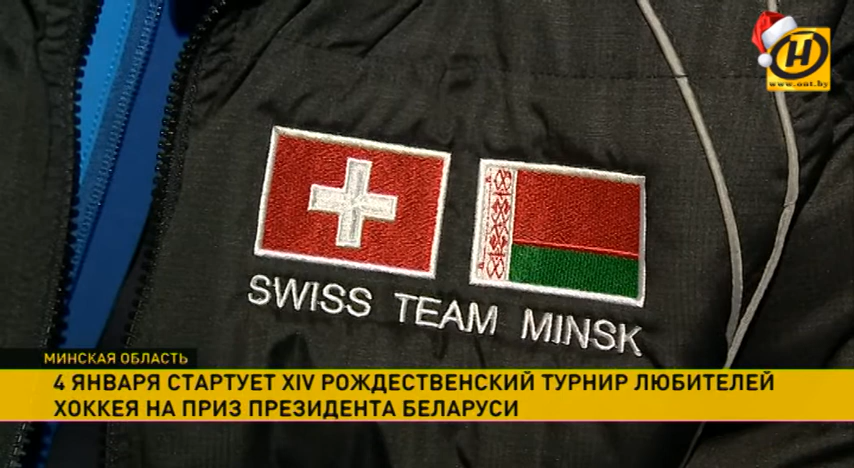 www.ont.by
SWISS TEAM MINSK
МИНСКАЯ ОБЛАСТЬ
4 ЯНВАРЯ СТАРТУЕТ XIV РОЖДЕСТВЕНСКИЙ ТУРНИР ЛЮБИТЕЛЕЙ
ХОККЕЯ НА ПРИЗ ПРЕЗИДЕНТА БЕЛАРУСИ